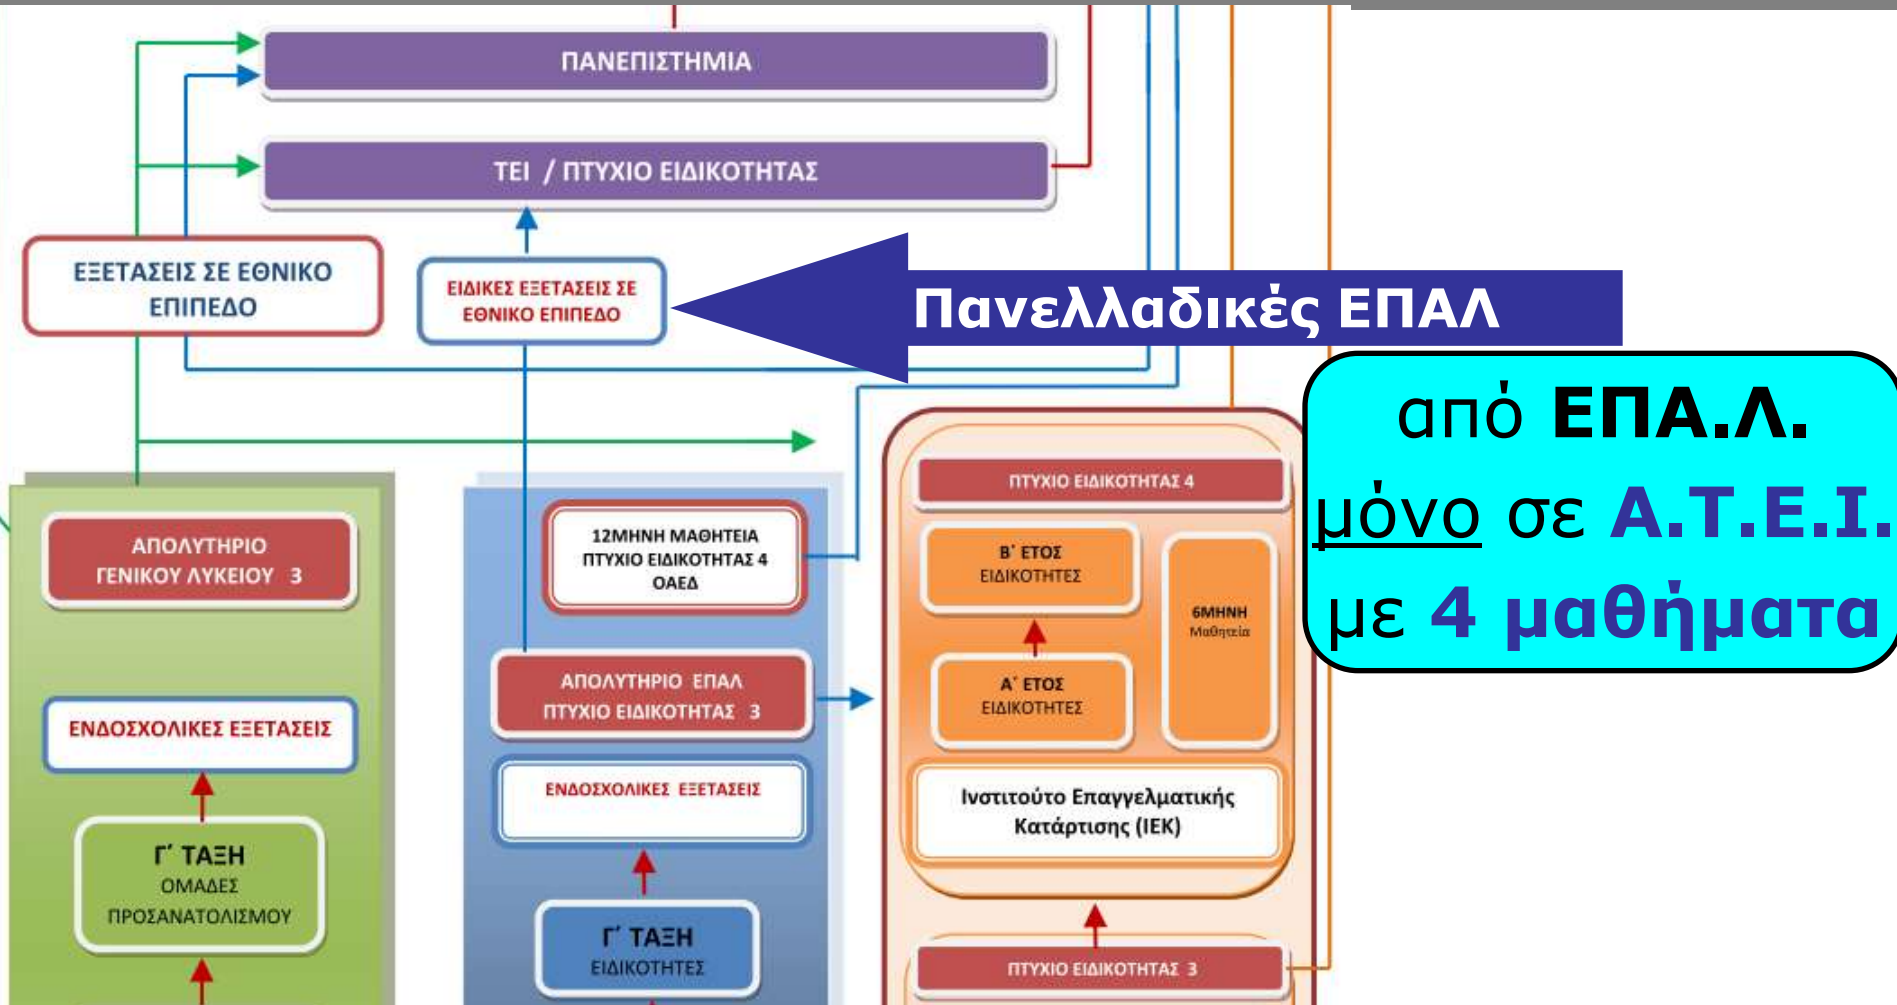 ΠΑΝΕΠΙΣΤΗΜΙΑ
ΤΕΙ / ΠΤΥΧΙΟ ΕΙΔΙΚΟΤΗΤΑΣ
ΕΞΕΤΑΣΕΙΣ ΣΕ ΕΘΝΙΚΟ
ΕΠΙΠΕΔΟ
ΕΙΔΙΚΕΣ ΕΞΕΤΑΣΕΙΣ ΣΕ
ΕΘΝΙΚΟ ΕΠΙΠΕΔΟ
Πανελλαδικές ΕΠΑΛ
από ΕΠΑ.Λ.
μόνο σε Α.Τ.Ε.Ι.
με 4 μαθήματα
ΑΠΟΛΥΤΗΡΙΟ
ΓΕΝΙΚΟΥ ΛΥΚΕΙΟΥ 3
ΕΝΔΟΣΧΟΛΙΚΕΣ ΕΞΕΤΑΣΕΙΣ
Γ΄ ΤΑΞΗ
ΟΜΑΔΕΣ
ΠΡΟΣΑΝΑΤΟΛΙΣΜΟΥ
12ΜΗΝΗ ΜΑΘΗΤΕΙΑ
ΠΤΥΧΙΟ ΕΙΔΙΚΟΤΗΤΑΣ 4
ΟΑΕΔ
ΑΠΟΛΥΤΗΡΙΟ ΕΠΑΛ
ΠΤΥΧΙΟ ΕΙΔΙΚΟΤΗΤΑΣ 3
ΕΝΔΟΣΧΟΛΙΚΕΣ ΕΞΕΤΑΣΕΙΣ
Γ΄ ΤΑΞΗ
ΕΙΔΙΚΟΤΗΤΕΣ
ΠΤΥΧΙΟ ΕΙΔΙΚΟΤΗΤΑΣ 4
Β΄ ΕΤΟΣ
ΕΙΔΙΚΟΤΗΤΕΣ
6ΜΗΝΗ
Μαθητεία
Α΄ ΕΤΟΣ
ΕΙΔΙΚΟΤΗΤΕΣ
Ινστιτούτο Επαγγελματικής
Κατάρτισης (ΙΕΚ)
ΠΤΥΧΙΟ ΕΙΔΙΚΟΤΗΤΑΣ 3